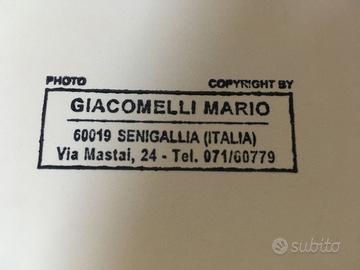 PHOTO COPYRIGHT BY
GIACOMELLI MARIO
60019 SENIGALLIA (ITALIA)
Via Mastai, 24 - Tel. 071/60779
subito